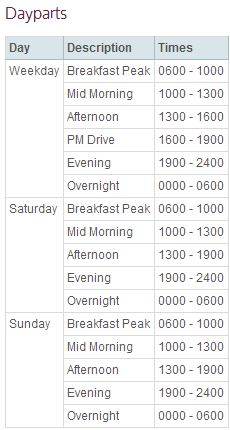 Dayparts
Day Description Times
Weekday Breakfast Peak 0600 - 1000
Mid Morning 1000 - 1300
Afternoon 1300 - 1600
PM Drive 1600 - 1900
Evening 1900 - 2400
Overnight 0000 - 0600
Saturday Breakfast Peak 0600 - 1000
Mid Morning 1000 - 1300
Afternoon 1300 - 1900
Evening 1900 - 2400
Overnight 0000 - 0600
Sunday Breakfast Peak 0600 - 1000
Mid Morning 1000 - 1300
Afternoon 1300 - 1900
Evening 1900 - 2400
Overnight 0000 - 0600